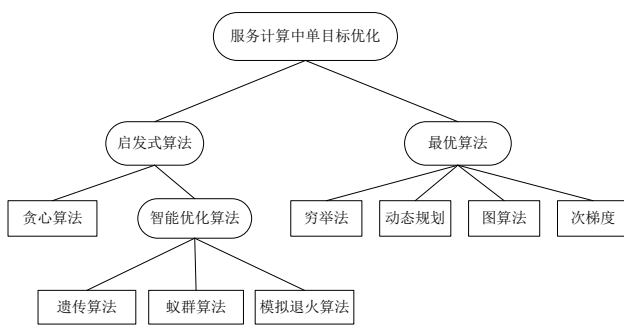 服务计算中单目标优化
启发式算法
最优算法
贪心算法
智能优化算法
穷举法
动态规划
图算法
次梯度
遗传算法
蚁群算法
模拟退火算法